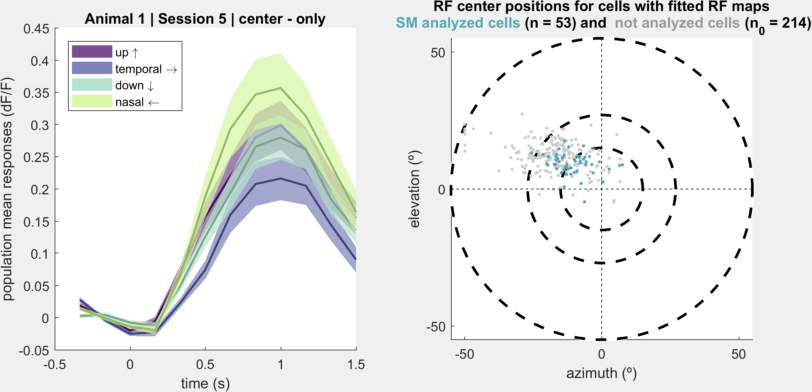 Animal 1 | Session 5 | center - only
population mean responses (dF/F)
0.45
0.4
0.35
0.3
0.25
0.2
0.15
0.1
0.05
0
-0.05
up ↑
temporal →
down ↓
nasal ←
-0.5
0
0.5
1
1.5
time (s)
RF center positions for cells with fitted RF maps
SM analyzed cells (n = 53) and not analyzed cells (n0 = 214)
elevation (º)
50
0
-50
-50
0
50
azimuth (º)